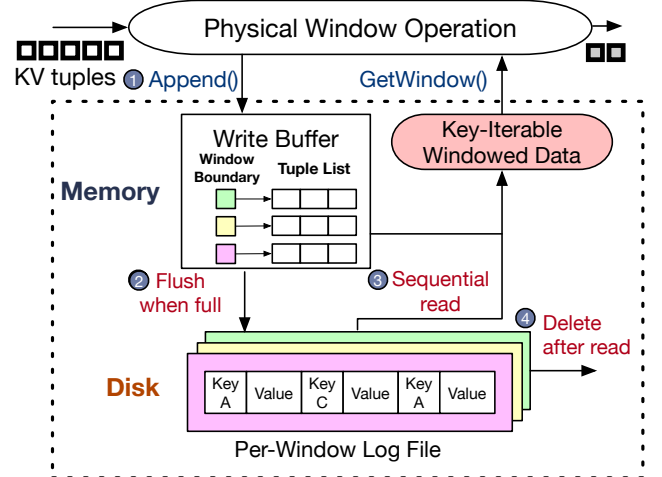 Physical Window Operation
KV tuples
1 Append()
GetWindow()
Write Buffer
Window
Boundary
Tuple List
Key-Iterable
Windowed Data
Memory
2 Flush
when full
3 Sequential
read
4 Delete
after read
Disk
Key
A
Value
Key
C
Value
Key
A
Value
Per-Window Log File